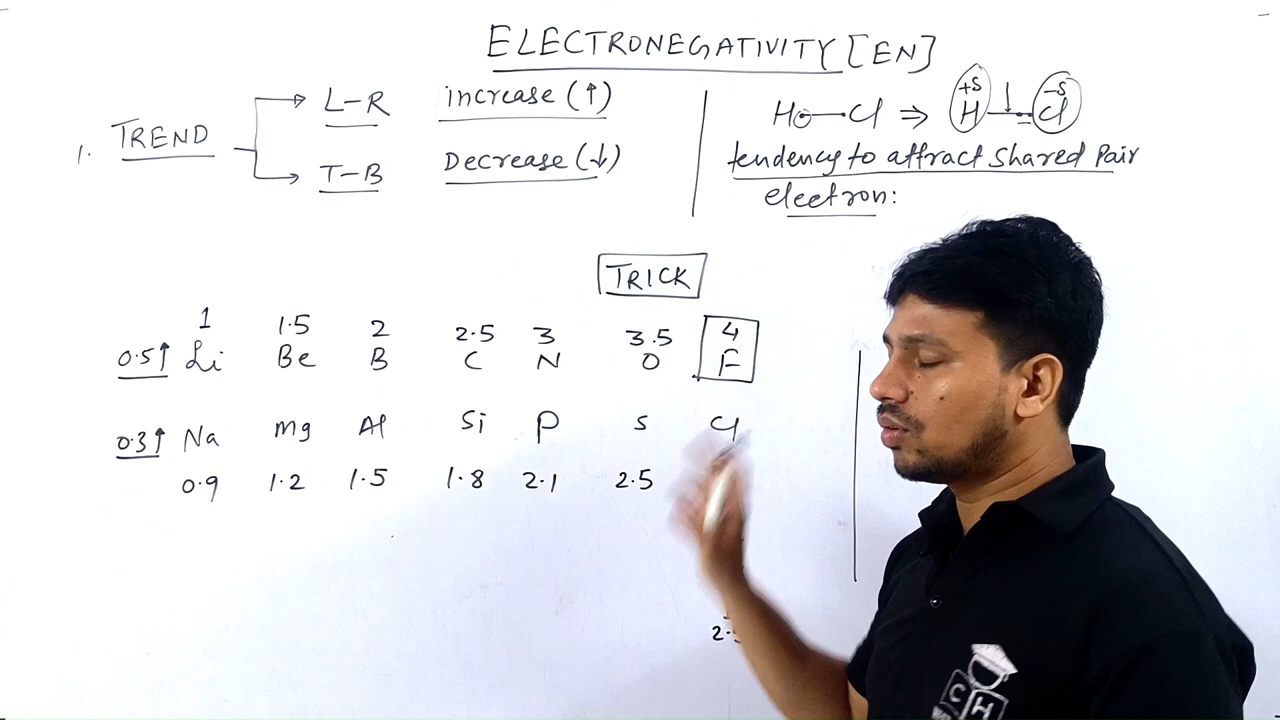 ELECTRONEGATIVITY [EN]
1. TREND
L-R increase (↑)
T-B Decrease (↓)
H—Cl ⇒ +δ H — -δ Cl
tendency to attract shared pair
electron:
TRICK
1 1.5 2 2.5 3 3.5 4
0.5↑ Li Be B C N O F
0.3↑ Na Mg Al Si P S Cl
0.9 1.2 1.5 1.8 2.1 2.5
C H